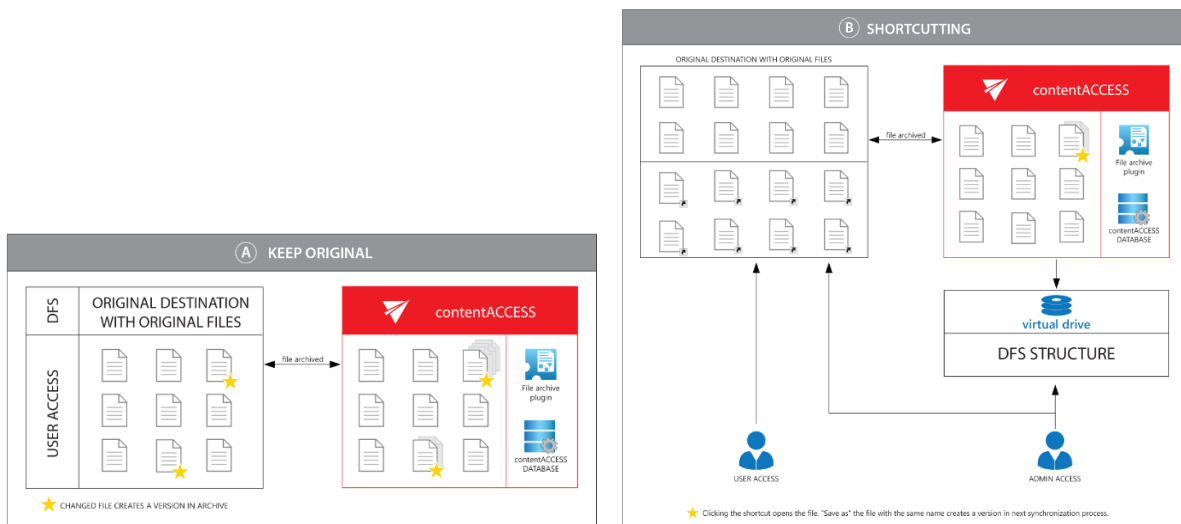 A KEEP ORIGINAL
DFS
ORIGINAL DESTINATION
WITH ORIGINAL FILES
USER ACCESS
file archived
contentACCESS
File archive
plugin
contentACCESS
DATABASE
CHANGED FILE CREATES A VERSION IN ARCHIVE
B SHORTCUTTING
ORIGINAL DESTINATION WITH ORIGINAL FILES
file archived
contentACCESS
File archive
plugin
contentACCESS
DATABASE
virtual drive
DFS STRUCTURE
USER ACCESS
ADMIN ACCESS
Clicking the shortcut opens the file. "Save as" the file with the same name creates a version in next synchronization process.